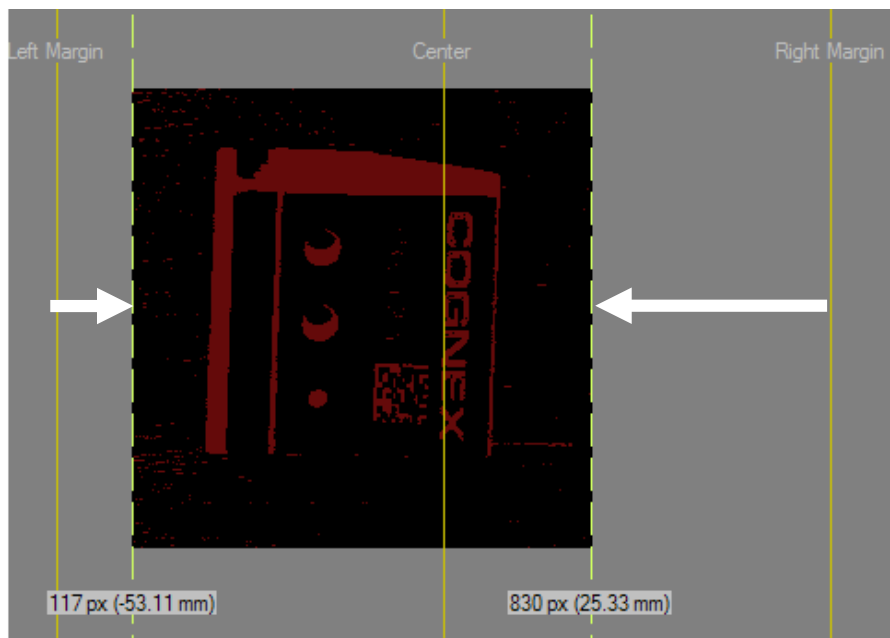 Left Margin
Center
Right Margin
COGNEX
117 px (-53.11 mm)
830 px (25.33 mm)